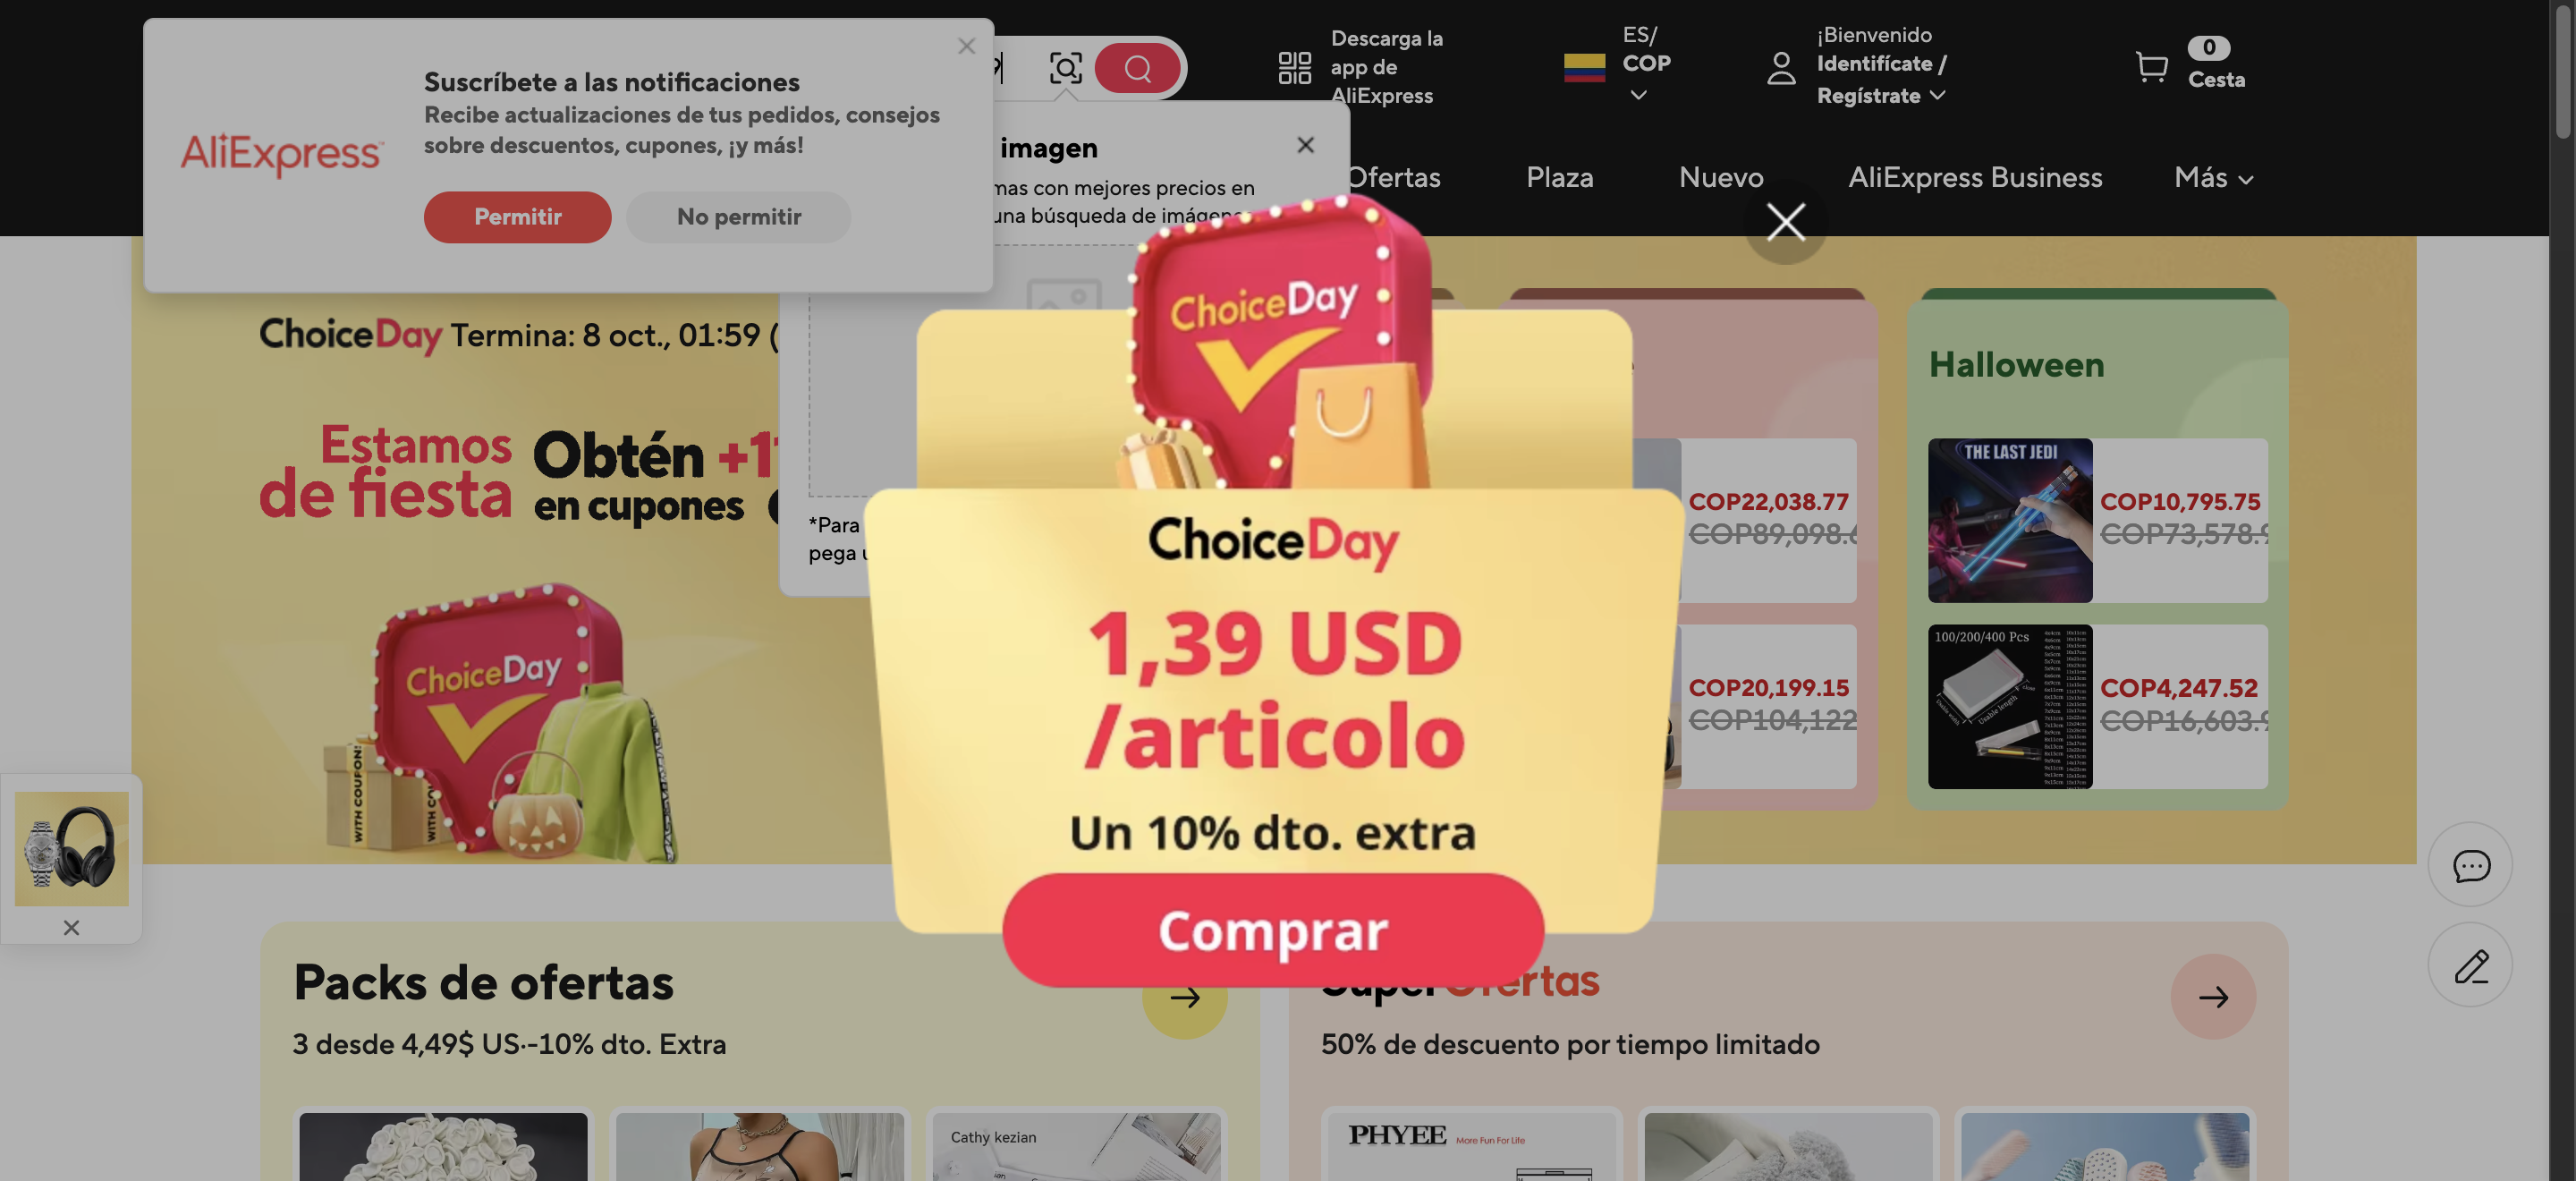 Suscríbete a las notificaciones
Recibe actualizaciones de tus pedidos, consejos
sobre descuentos, cupones, ¡y más!
AliExpress
Permitir
No permitir
Descarga la
app de
AliExpress
ES/
COP
¡Bienvenido
Identifícate /
Regístrate
0
Cesta
imagen
mas con mejores precios en
una búsqueda de
Ofertas
Plaza
Nuevo
AliExpress Business
Más
ChoiceDay Termina: 8 oct., 01:59 (
Estamos
de fiesta
Obtén +1
en cupones
*Para
pega
ChoiceDay
WITH COUPON!
ChoiceDay
ChoiceDay
1,39 USD
/articolo
Un 10% dto. extra
Comprar
COP22,038.77
COP89,098.
COP20,199.15
COP104,122
Halloween
THE LAST JEDI
COP10,795.75
COP73,578.9
100/200/400 Pcs
Usable length
COP4,247.52
COP16,603.9
Packs de ofertas
3 desde 4,49$ US·-10% dto. Extra
SuperOfertas
50% de descuento por tiempo limitado
Cathy kezian
PHYEE More Fun For Life